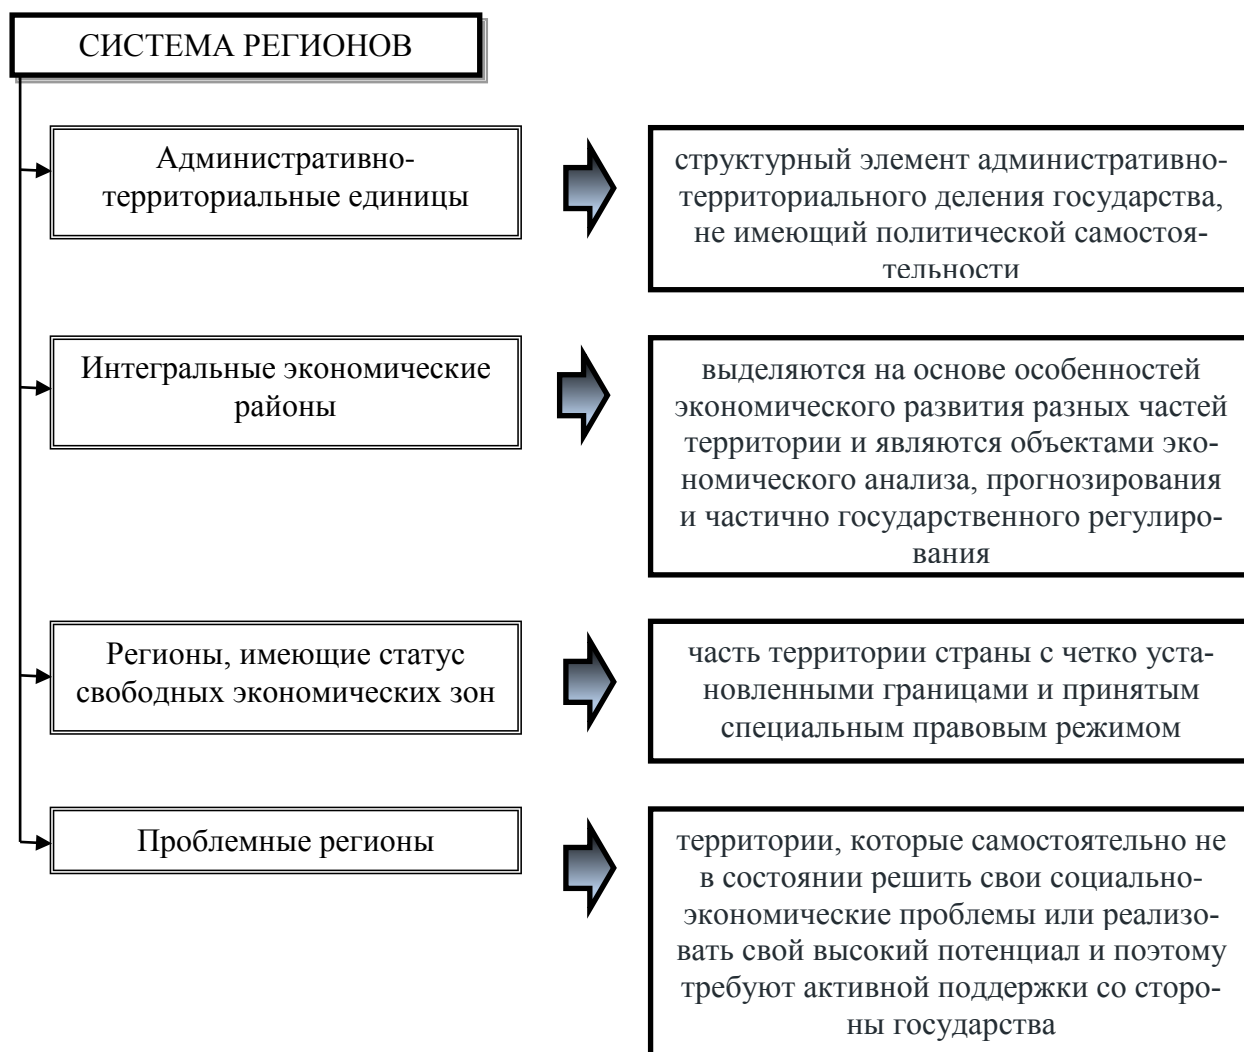 СИСТЕМА РЕГИОНОВ
Административно-
территориальные единицы
структурный элемент административно-
территориального деления государства,
не имеющий политической самостоя-
тельности
Интегральные экономические
районы
выделяются на основе особенностей
экономического развития разных частей
территории и являются объектами эко-
номического анализа, прогнозирования
и частично государственного регулиро-
вания
Регионы, имеющие статус
свободных экономических зон
часть территории страны с четко уста-
новленными границами и принятым
специальным правовым режимом
Проблемные регионы
территории, которые самостоятельно не
в состоянии решить свои социально-
экономические проблемы или реализо-
вать свой высокий потенциал и поэтому
требуют активной поддержки со сторо-
ны государства